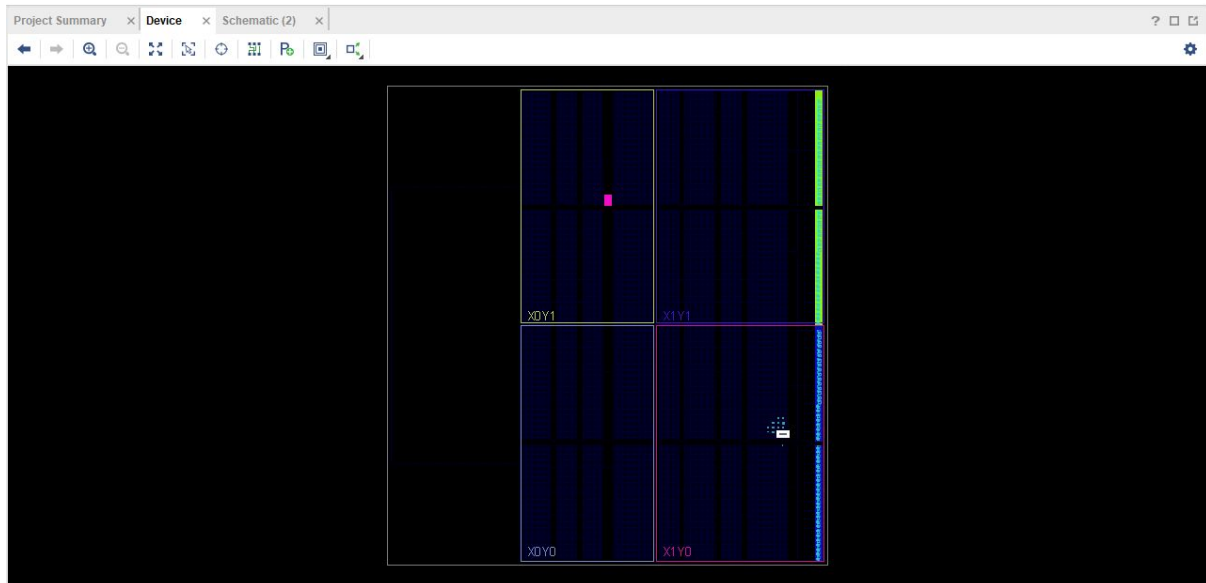 Project Summary × Device × Schematic (2) ×
?
X0Y1 X1Y1
X0Y0 X1Y0